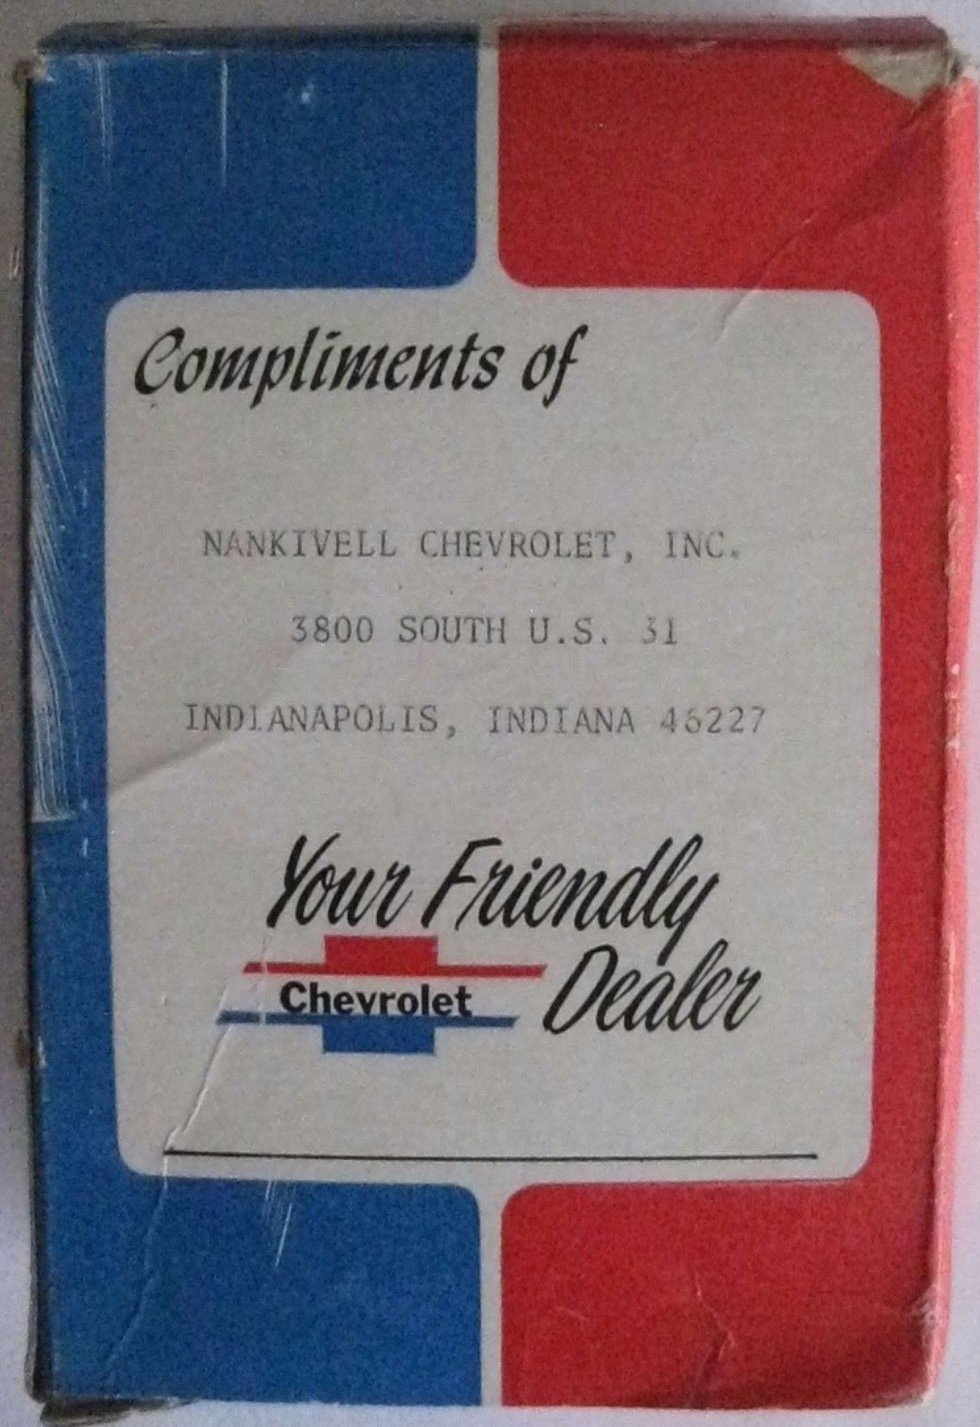 Compliments of
NANKIVELL CHEVROLET, INC.
3800 SOUTH U.S. 31
INDIANAPOLIS, INDIANA 46227
Your Friendly
Chevrolet Dealer